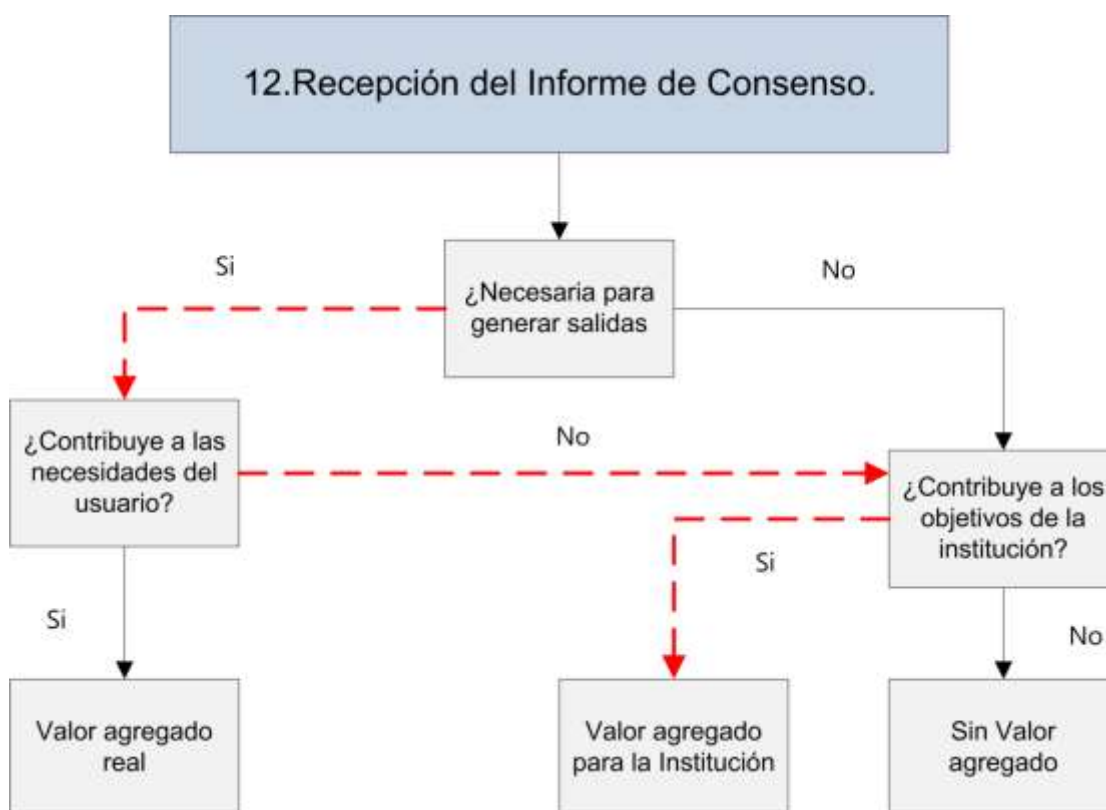 12.Recepción del Informe de Consenso.
Si
No
¿Necesaria para
generar salidas
¿Contribuye a las
necesidades del
usuario?
No
¿Contribuye a los
objetivos de la
institución?
Si
Si
No
Valor agregado
real
Valor agregado
para la Institución
Sin Valor
agregado